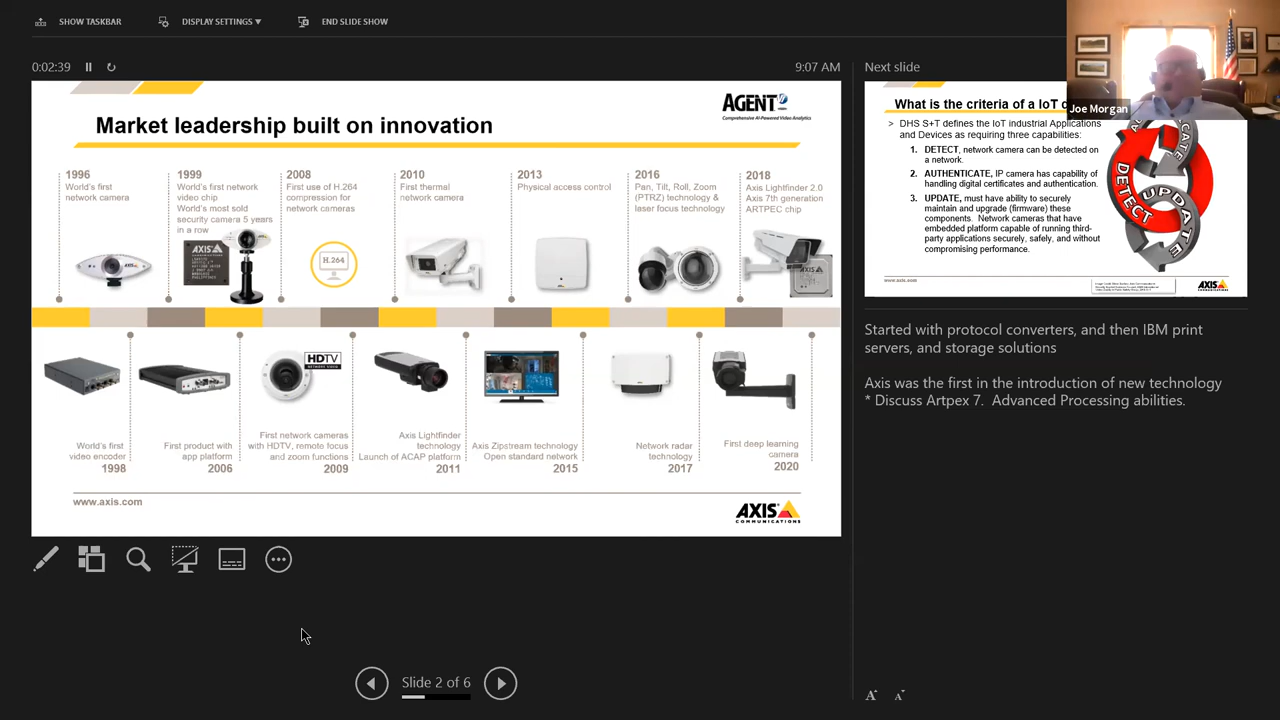 SHOW TASKBAR
DISPLAY SETTINGS ▼
END SLIDE SHOW
0:02:39
9:07 AM
AGENT
Comprehensive AI-Powered Video Analytics
Market leadership built on innovation
1996
World's first
network camera
1999
World's first network
video chip
World's most sold
security camera 5 years
in a row
2008
First use of H.264
compression for
network cameras
2010
First thermal
network camera
2013
Physical access control
2016
Pan, Tilt, Roll, Zoom
(PTRZ) technology &
laser focus technology
2018
Axis Lightfinder 2.0
Axis 7th generation
ARTPEC chip
AXIS
H.264
AXIS
HDTV
World's first
video encoder
1998
First product with
app platform
2006
First network cameras
with HDTV, remote focus
and zoom functions
2009
Axis Lightfinder
technology
Launch of ACAP platform
2011
Axis Zipstream technology
Open standard network
2015
Network radar
technology
2017
First deep learning
camera
2020
www.axis.com
AXIS
COMMUNICATIONS
Slide 2 of 6
Next slide
Joe Morgan
What is the criteria of a IoT
> DHS S+T defines the IoT industrial Applications
and Devices as requiring three capabilities:
1. DETECT, network camera can be detected on
a network.
2. AUTHENTICATE, IP camera has capability of
handling digital certificates and authentication.
3. UPDATE, must have ability to securely
maintain and upgrade (firmware) these
components. Network cameras that have
embedded platform capable of running third-
party applications securely, safely, and without
compromising performance.
DETECT
UPDATE
www.axis.com
AXIS
COMMUNICATIONS
Started with protocol converters, and then IBM print
servers, and storage solutions
Axis was the first in the introduction of new technology
* Discuss Artpex 7. Advanced Processing abilities.
A
A